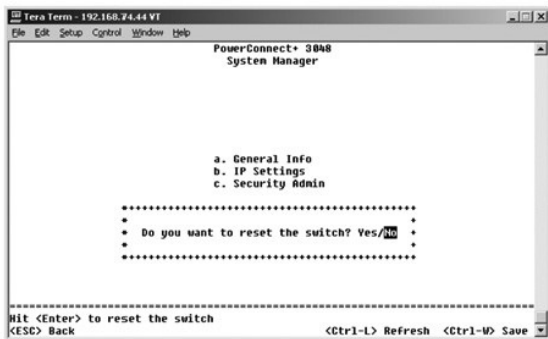 Tera Term - 192.168.74.44 VT
File Edit Setup Control Window Help
PowerConnect+ 3048
System Manager
a. General Info
b. IP Settings
c. Security Admin
Do you want to reset the switch? Yes/No
Hit <Enter> to reset the switch
<ESC> Back <Ctrl-L> Refresh <Ctrl-W> Save